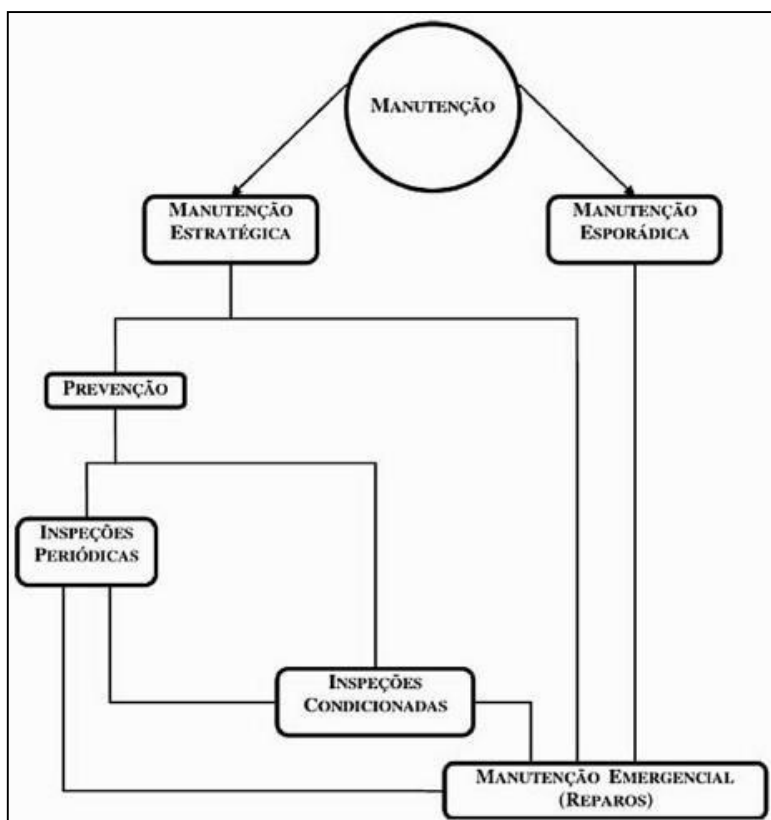 MANUTENÇÃO
MANUTENÇÃO
ESTRATÉGICA
MANUTENÇÃO
ESPORÁDICA
PREVENÇÃO
INSPEÇÕES
PERIÓDICAS
INSPEÇÕES
CONDICIONADAS
MANUTENÇÃO EMERGENCIAL
(REPAROS)